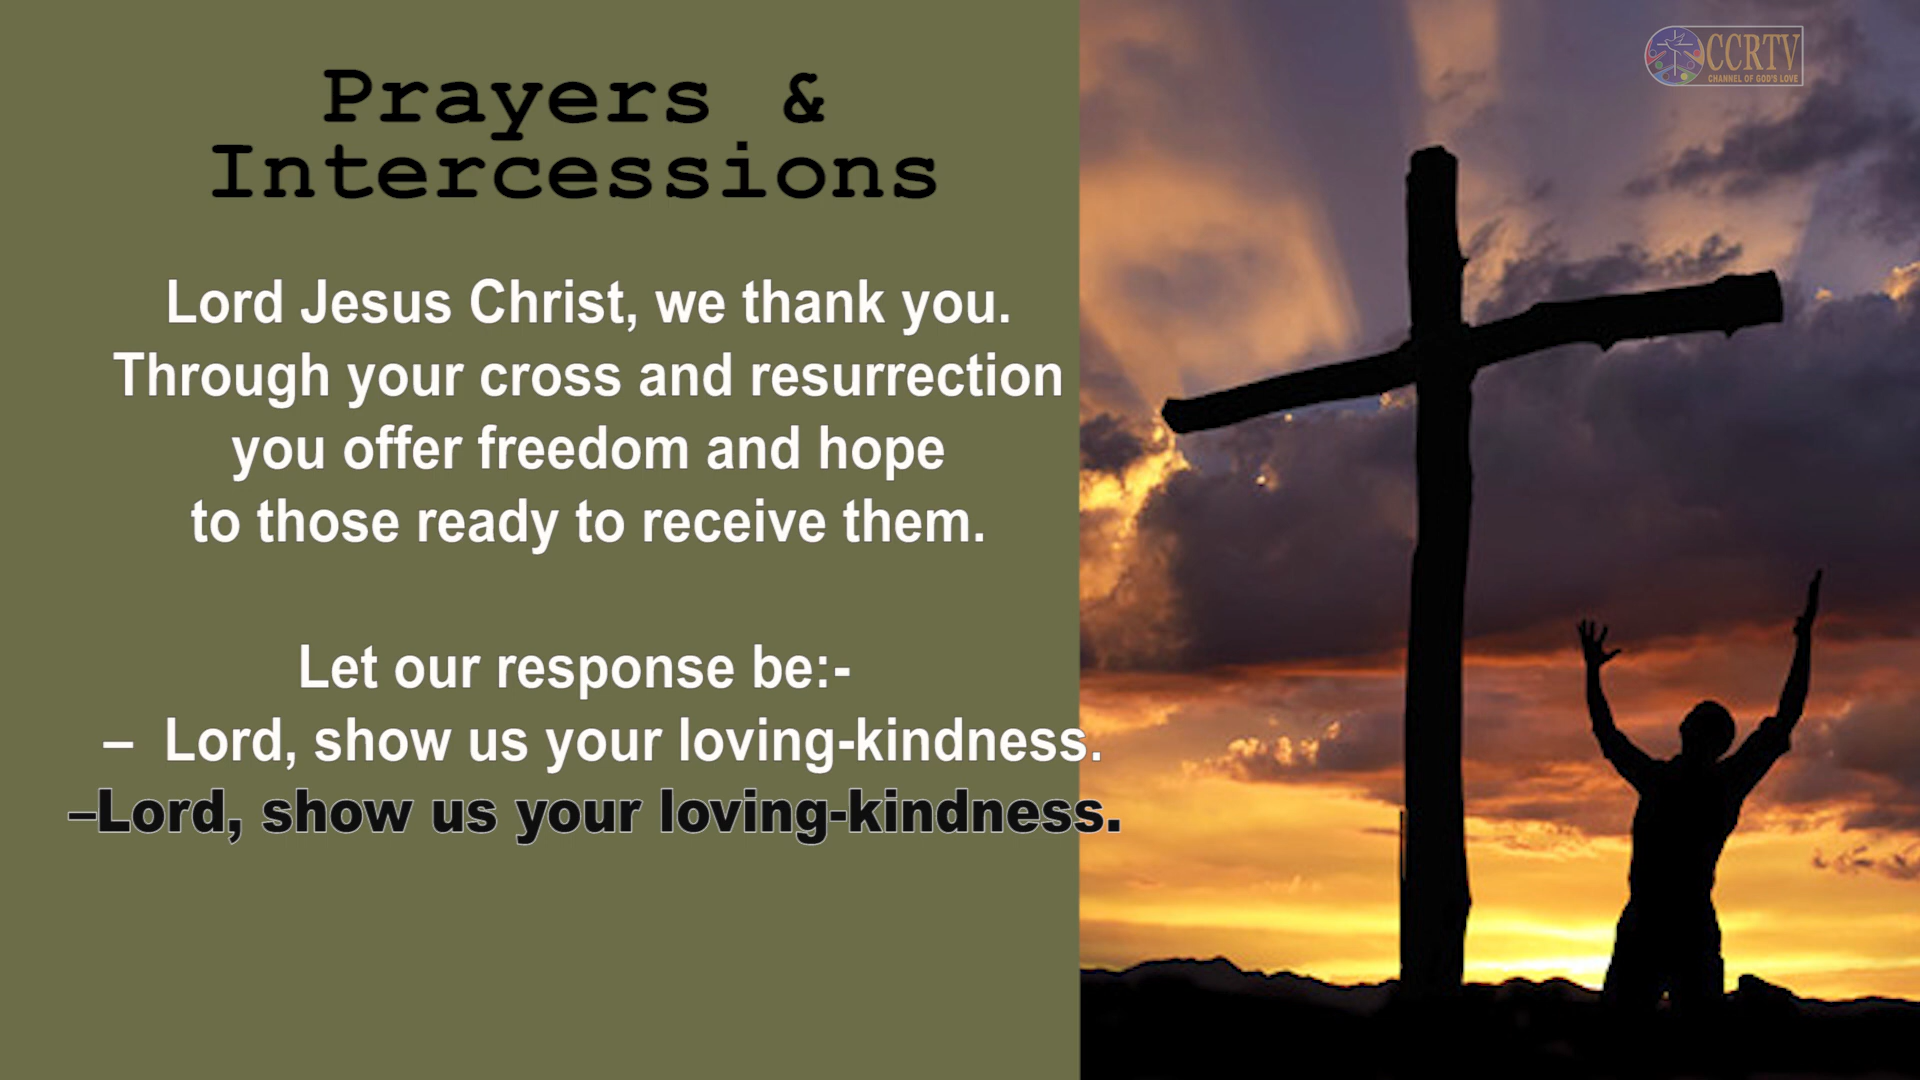 CCRTV
CHANNEL OF GOD'S LOVE
Prayers &
Intercessions
Lord Jesus Christ, we thank you.
Through your cross and resurrection
you offer freedom and hope
to those ready to receive them.
Let our response be:-
– Lord, show us your loving-kindness.
–Lord, show us your loving-kindness.